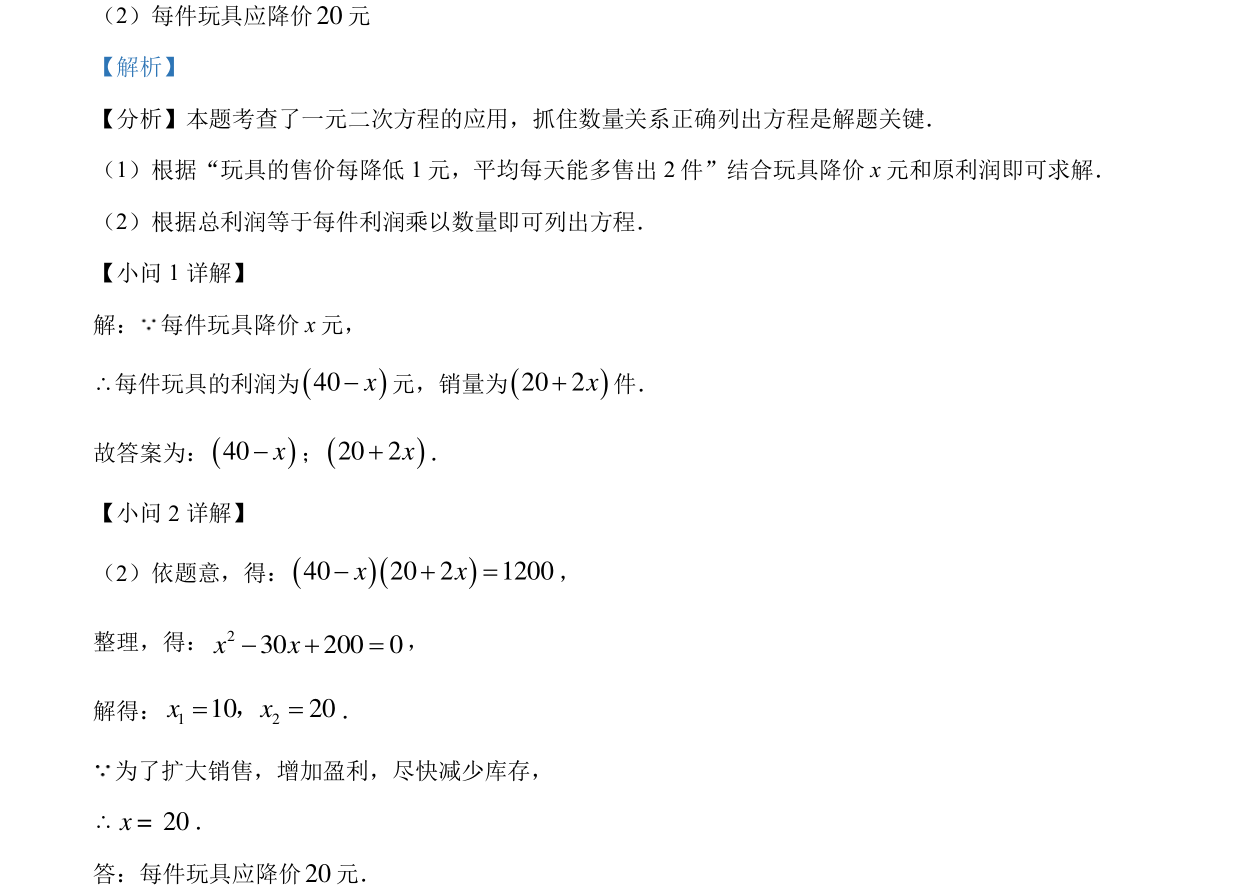 （2）每件玩具应降价20元
【解析】
【分析】本题考查了一元二次方程的应用，抓住数量关系正确列出方程是解题关键．
（1）根据“玩具的售价每降低 1 元，平均每天能多售出 2 件”结合玩具降价 x 元和原利润即可求解．
（2）根据总利润等于每件利润乘以数量即可列出方程．
【小问 1 详解】
解：∵每件玩具降价 x 元，
∴每件玩具的利润为(40−x)元，销量为(20+2x)件．
故答案为：(40−x)；(20+2x)．
【小问 2 详解】
（2）依题意，得：(40−x)(20+2x)=1200，
整理，得：x²−30x+200=0，
解得：x₁=10，x₂=20．
∵为了扩大销售，增加盈利，尽快减少库存，
∴x= 20．
答：每件玩具应降价20元．